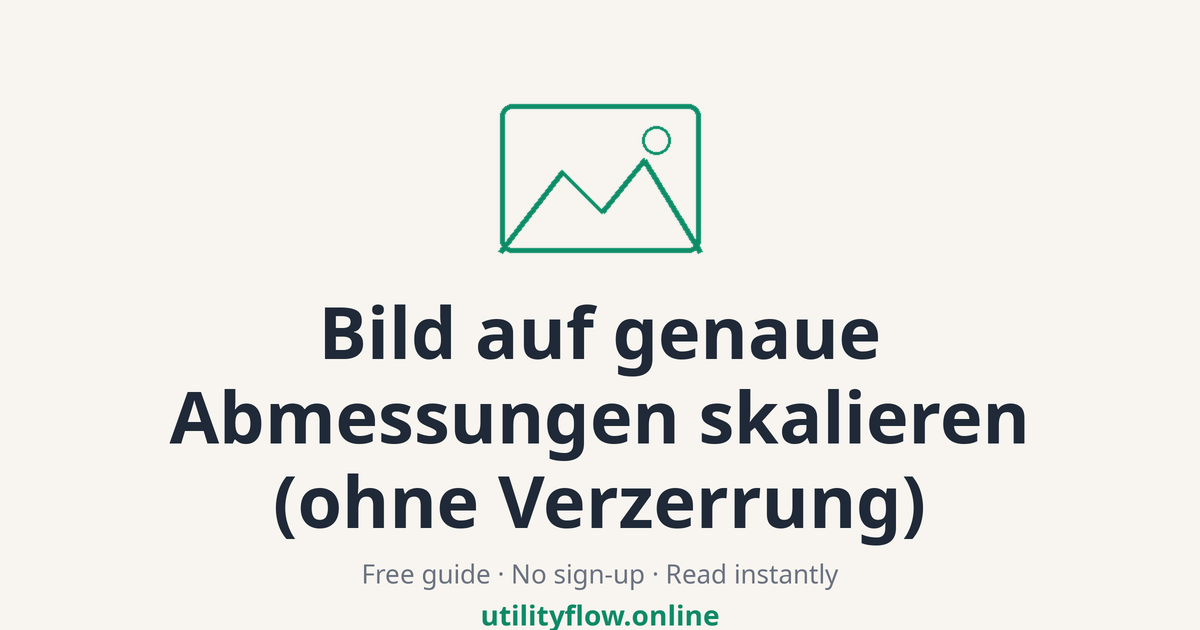 Bild auf genaue
Abmessungen skalieren
(ohne Verzerrung)
Free guide · No sign-up · Read instantly
utilityflow.online